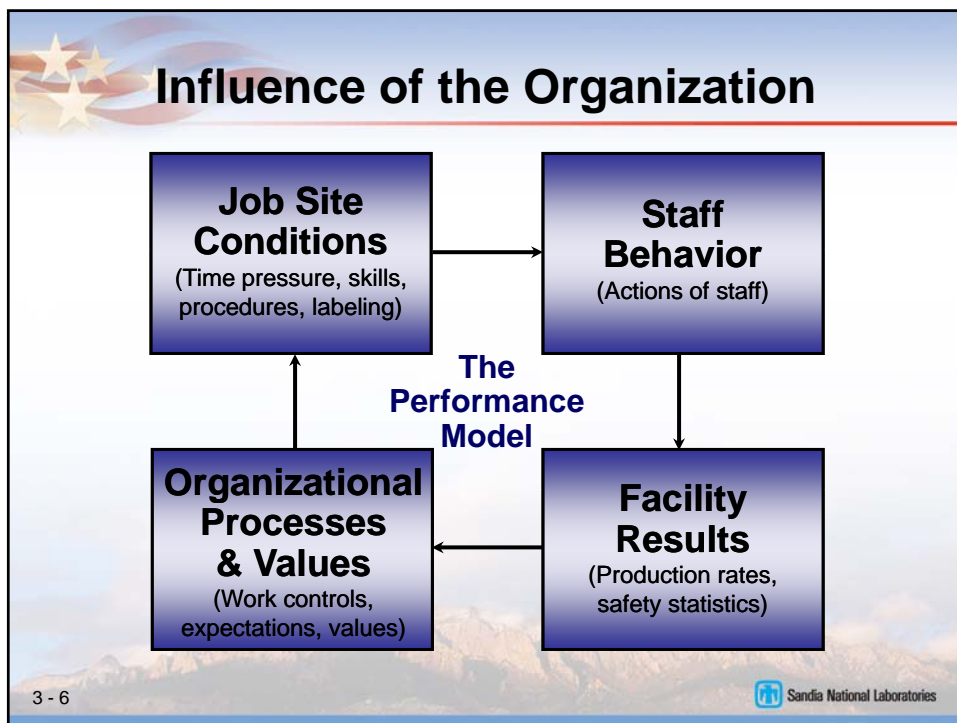 Influence of the Organization
Job Site
Conditions
(Time pressure, skills,
procedures, labeling)
Staff
Behavior
(Actions of staff)
The
Performance
Model
Organizational
Processes
& Values
(Work controls,
expectations, values)
Facility
Results
(Production rates,
safety statistics)
3 - 6
Sandia National Laboratories